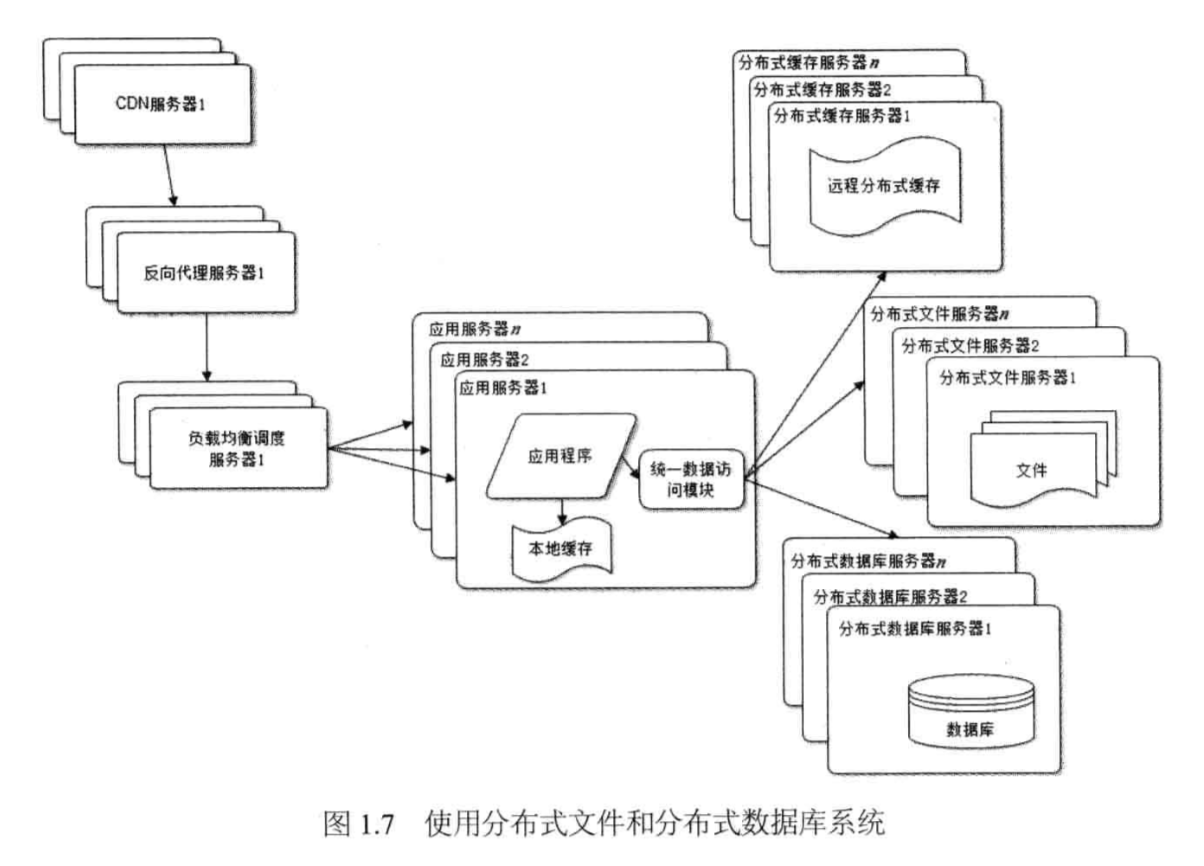 CDN服务器1
反向代理服务器1
负载均衡调度
服务器1
应用服务器n
应用服务器2
应用服务器1
应用程序
统一数据访
问模块
本地缓存
分布式缓存服务器n
分布式缓存服务器2
分布式缓存服务器1
远程分布式缓存
分布式文件服务器n
分布式文件服务器2
分布式文件服务器1
文件
分布式数据库服务器n
分布式数据库服务器2
分布式数据库服务器1
数据库
图 1.7 使用分布式文件和分布式数据库系统